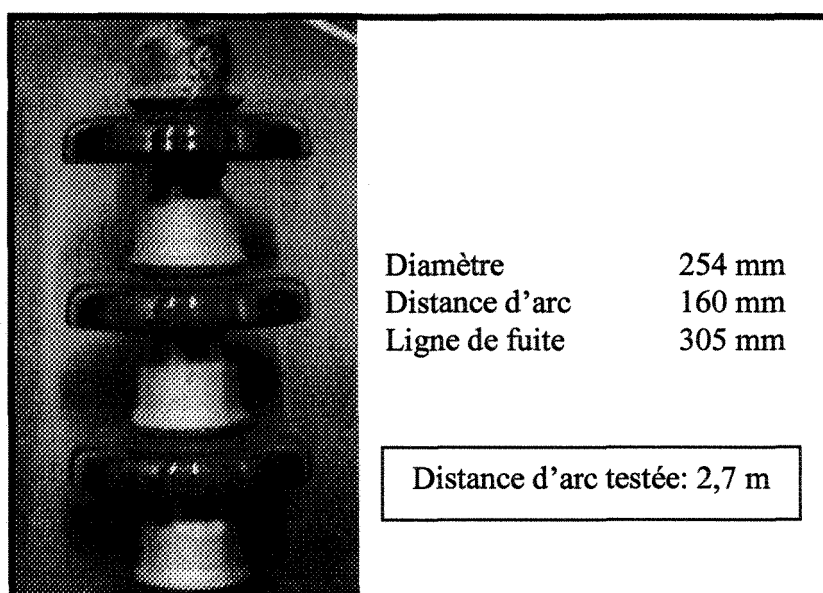 Diamètre 254 mm
Distance d'arc 160 mm
Ligne de fuite 305 mm
Distance d'arc testée: 2,7 m